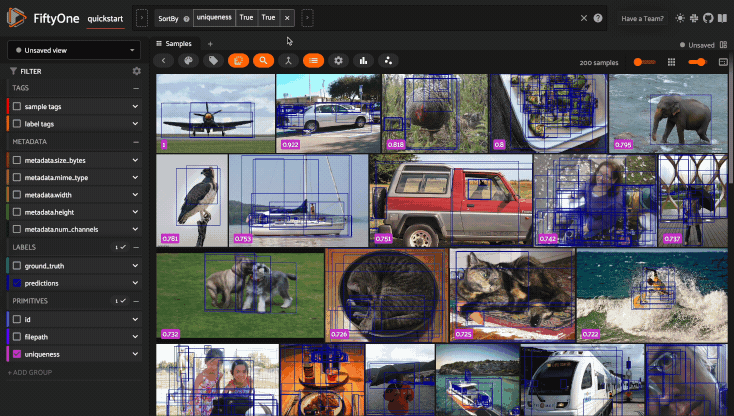 FiftyOne
quickstart
SortBy
uniqueness
True
True
Have a Team?
Unsaved view
Samples
Unsaved
FILTER
200 samples
TAGS
sample tags
label tags
METADATA
metadata.size_bytes
metadata.mime_type
metadata.width
metadata.height
metadata.num_channels
LABELS
1
ground_truth
predictions
PRIMITIVES
1
id
filepath
uniqueness
+ ADD GROUP
1
0.922
0.818
0.8
0.795
0.781
0.753
0.751
0.742
0.737
0.732
0.726
0.725
0.722